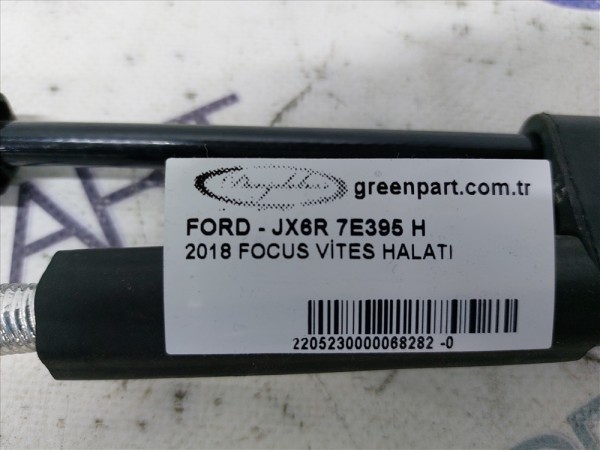 greenpart.com.tr
FORD - JX6R 7E395 H
2018 FOCUS VİTES HALATI
2205230000068282 -0